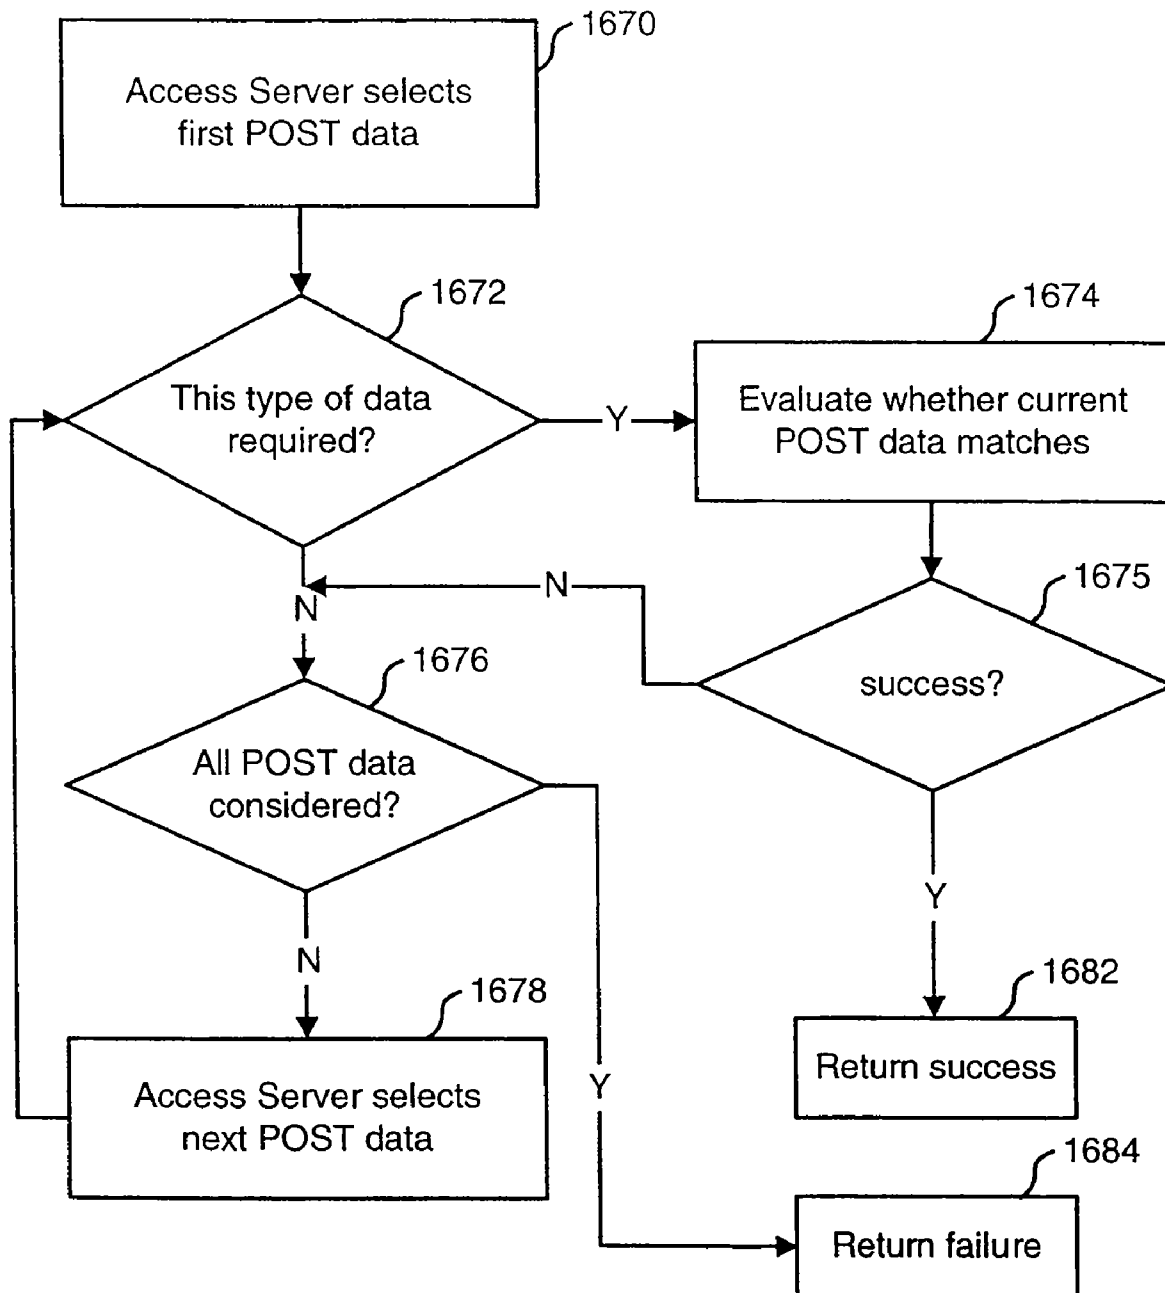 1670
Access Server selects
first POST data
1672
This type of data
required?
Y
1674
Evaluate whether current
POST data matches
N
N
1675
success?
1676
All POST data
considered?
Y
N
Y
1678
Access Server selects
next POST data
1682
Return success
1684
Return failure